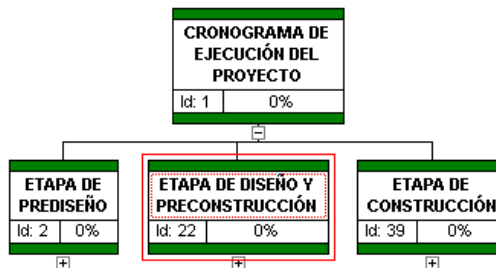 CRONOGRAMA DE
EJECUCIÓN DEL
PROYECTO
Id: 1 0%
ETAPA DE
PREDISEÑO
Id: 2 0%
ETAPA DE DISEÑO Y
PRECONSTRUCCIÓN
Id: 22 0%
ETAPA DE
CONSTRUCCIÓN
Id: 39 0%